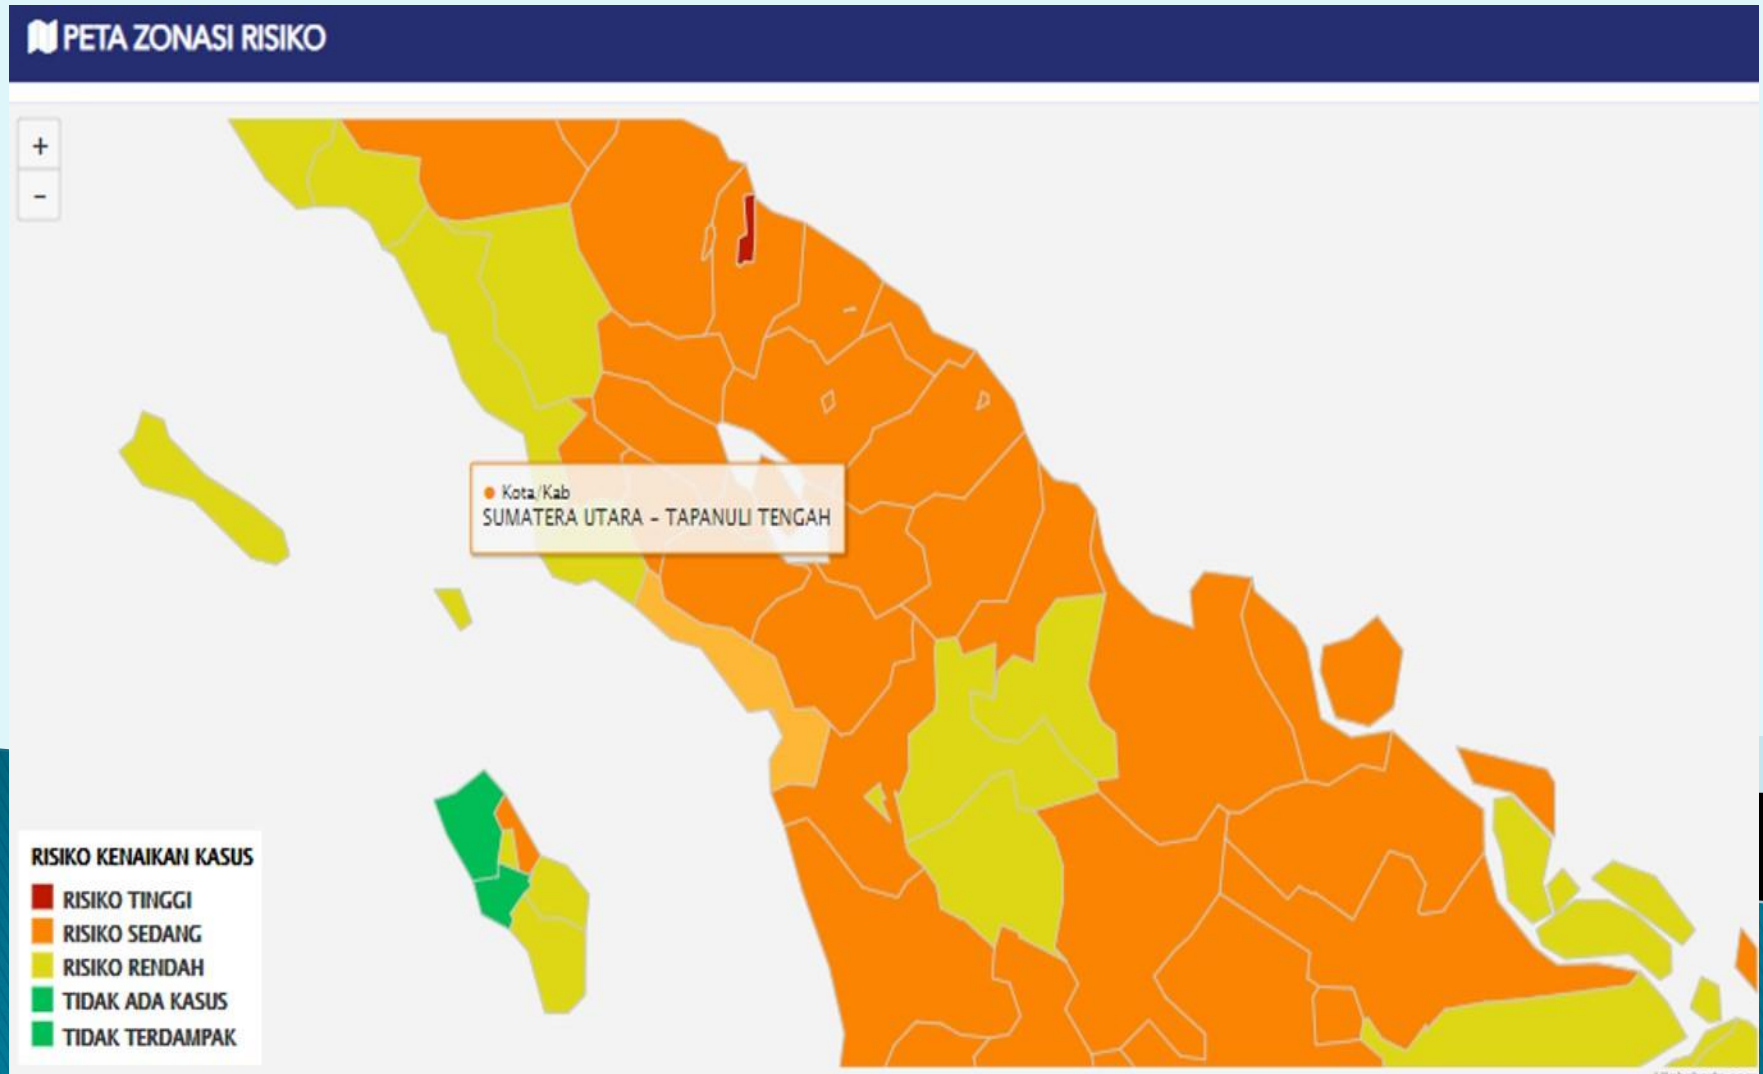 PETA ZONASI RISIKO
+
-
Kota/Kab
SUMATERA UTARA - TAPANULI TENGAH
RISIKO KENAIKAN KASUS
RISIKO TINGGI
RISIKO SEDANG
RISIKO RENDAH
TIDAK ADA KASUS
TIDAK TERDAMPAK